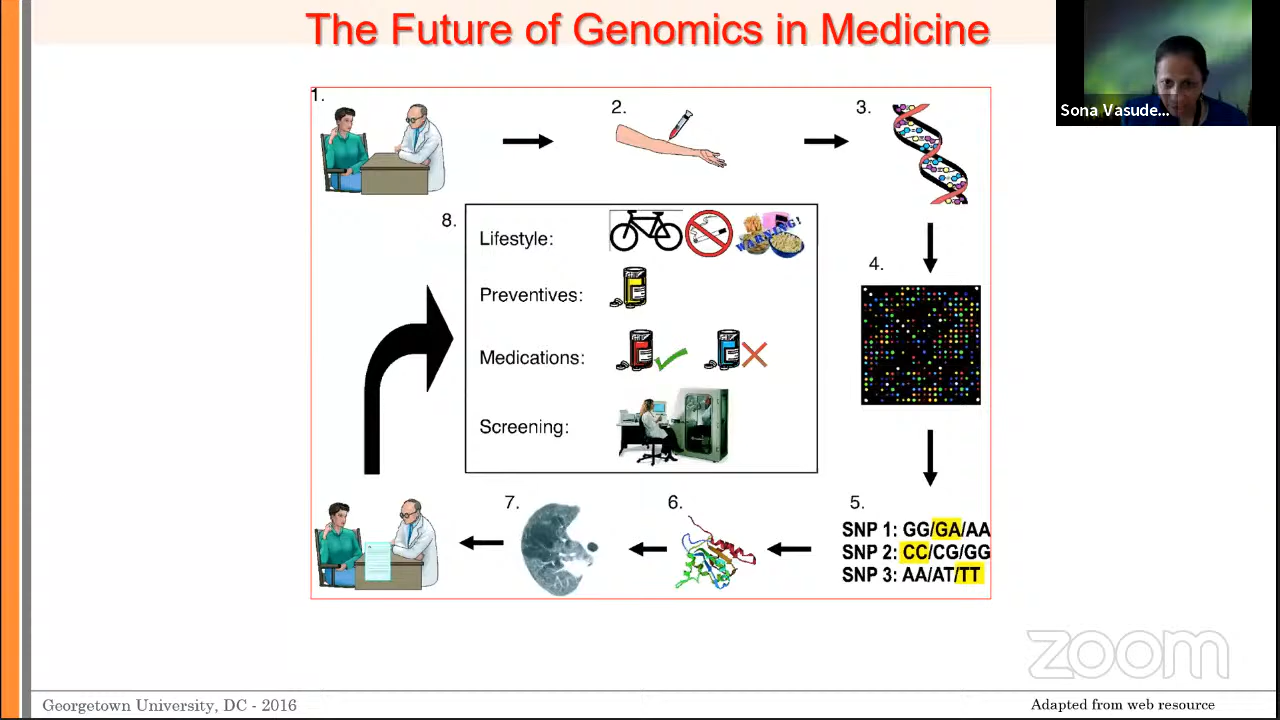 The Future of Genomics in Medicine
Sona Vasude...
1.
2.
3.
8.
Lifestyle:
WARNING!
Preventives:
4.
Medications:
Screening:
7.
6.
5.
SNP 1: GG/GA/AA
SNP 2: CC/CG/GG
SNP 3: AA/AT/TT
zoom
Georgetown University, DC - 2016
Adapted from web resource